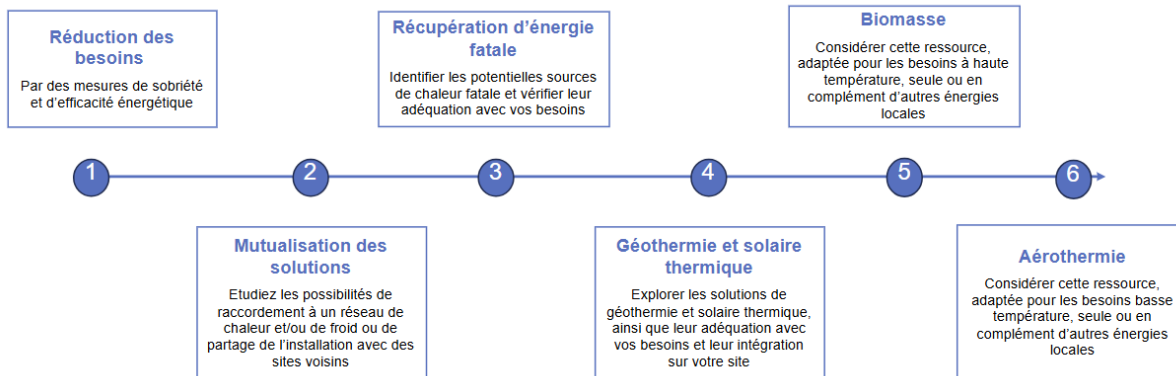 Réduction des
besoins
Par des mesures de sobriété
et d'efficacité énergétique
1
Mutualisation des
solutions
Etudiez les possibilités de
raccordement à un réseau de
chaleur et/ou de froid ou de
partage de l'installation avec des
sites voisins
2
Récupération d'énergie
fatale
Identifier les potentielles sources
de chaleur fatale et vérifier leur
adéquation avec vos besoins
3
Géothermie et solaire
thermique
Explorer les solutions de
géothermie et solaire thermique,
ainsi que leur adéquation avec
vos besoins et leur intégration
sur votre site
4
Biomasse
Considérer cette ressource,
adaptée pour les besoins à haute
température, seule ou en
complément d'autres énergies
locales
5
Aérothermie
Considérer cette ressource,
adaptée pour les besoins basse
température, seule ou en
complément d'autres énergies
locales
6